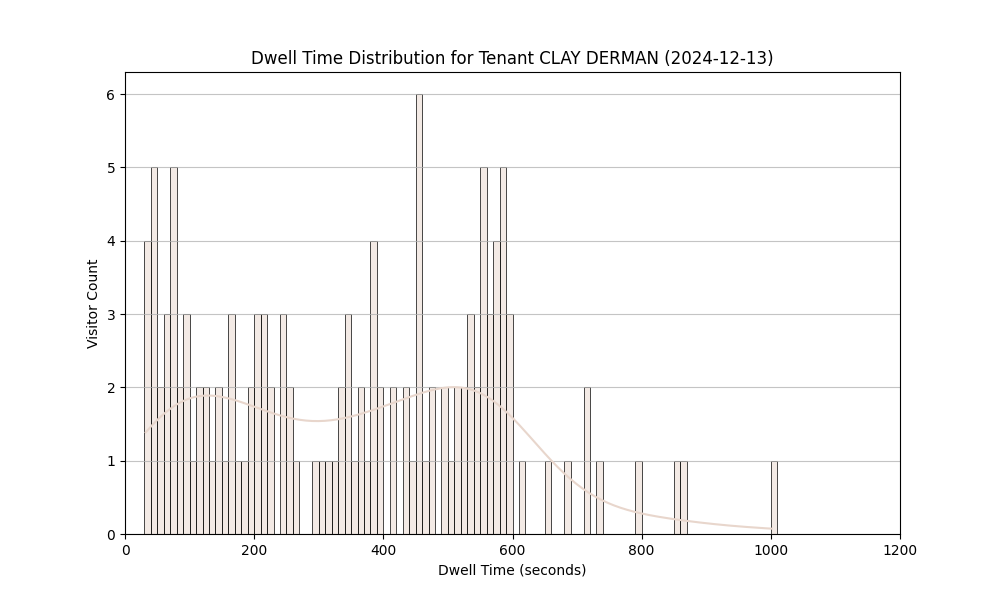 Dwell Time Distribution for Tenant CLAY DERMAN (2024-12-13)
6
5
4
3
2
1
0
Visitor Count
0 200 400 600 800 1000 1200
Dwell Time (seconds)